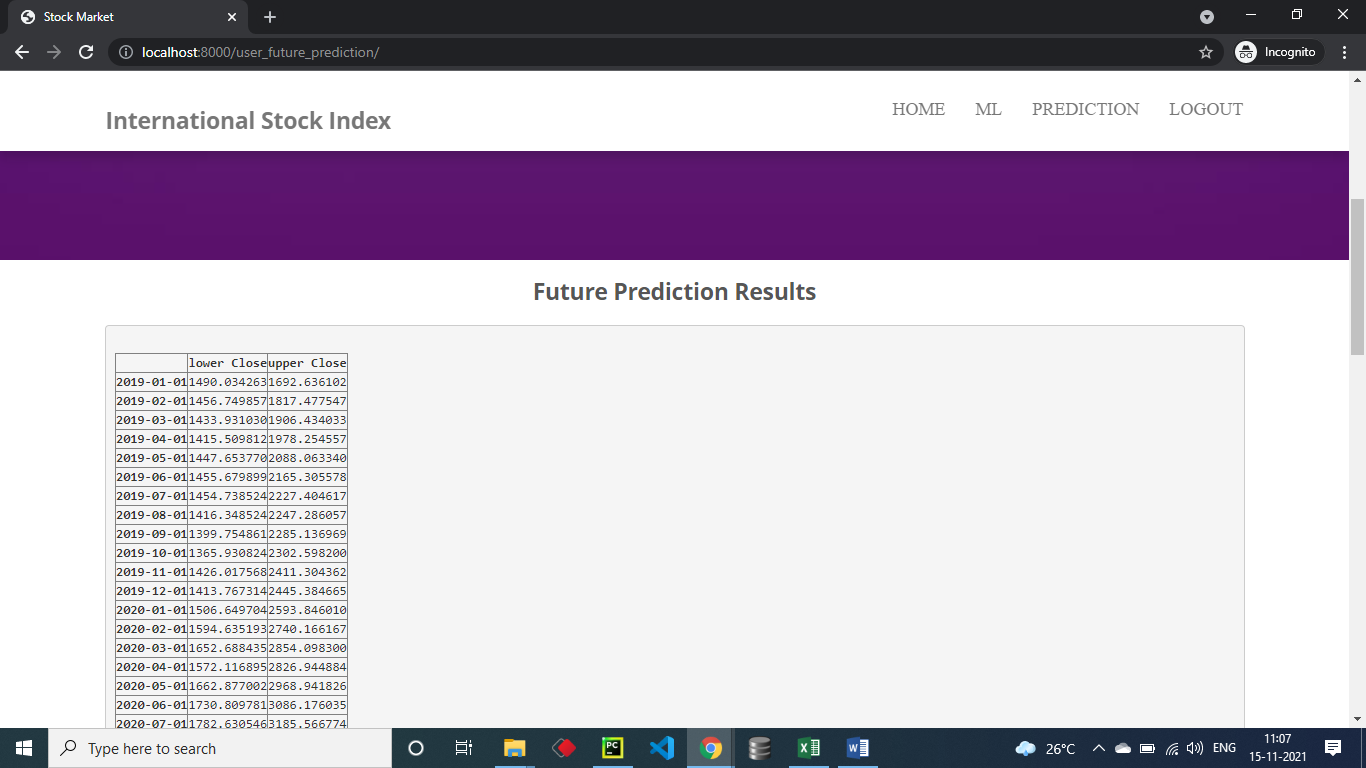 Stock Market
localhost:8000/user_future_prediction/
Incognito
International Stock Index
HOME ML PREDICTION LOGOUT
Future Prediction Results
lower Close upper Close
2019-01-01 1490.034263 1692.636102
2019-02-01 1456.749857 1817.477547
2019-03-01 1433.931030 1906.434033
2019-04-01 1415.509812 1978.254557
2019-05-01 1447.653770 2088.063340
2019-06-01 1455.679899 2165.305578
2019-07-01 1454.738524 2227.404617
2019-08-01 1416.348524 2247.286057
2019-09-01 1399.754861 2285.136969
2019-10-01 1365.930824 2302.598200
2019-11-01 1426.017568 2411.304362
2019-12-01 1413.767314 2445.384665
2020-01-01 1506.649704 2593.846010
2020-02-01 1594.635193 2740.166167
2020-03-01 1652.688435 2854.098300
2020-04-01 1572.116895 2826.944884
2020-05-01 1662.877002 2968.941826
2020-06-01 1730.809781 3086.176035
2020-07-01 1782.630546 3185.566774
Type here to search
PC
26°C
ENG
11:07
15-11-2021